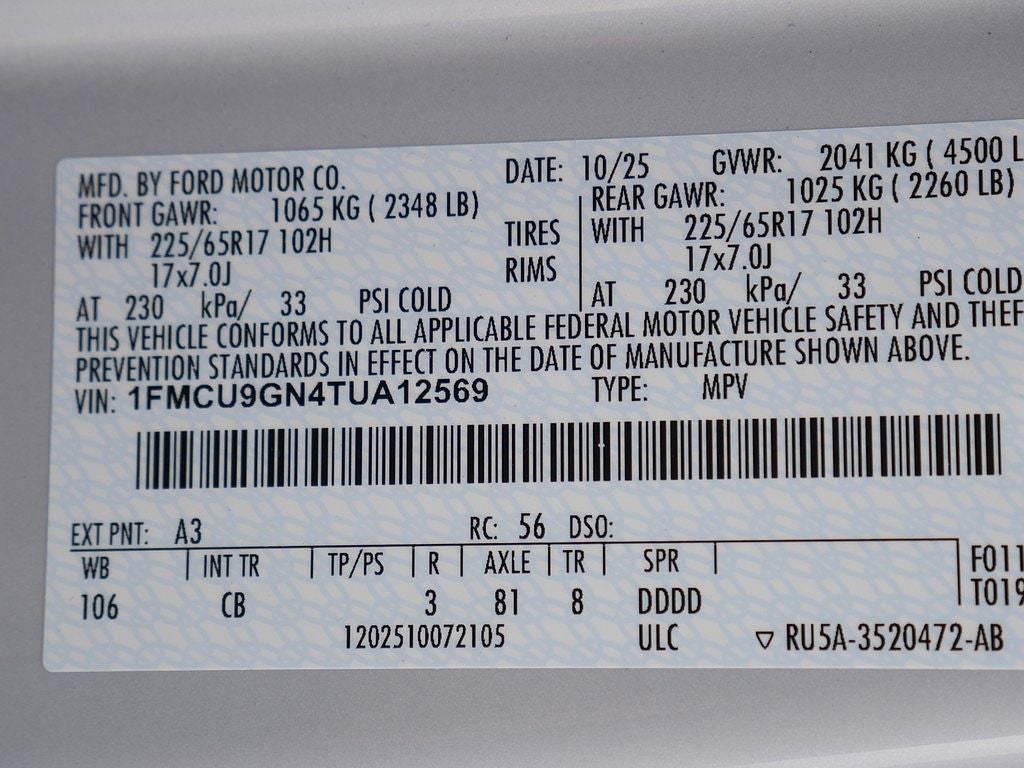 MFD. BY FORD MOTOR CO. DATE: 10/25 GVWR: 2041 KG ( 4500 L
FRONT GAWR: 1065 KG ( 2348 LB) REAR GAWR: 1025 KG ( 2260 LB)
WITH 225/65R17 102H TIRES WITH 225/65R17 102H
17x7.0J RIMS 17x7.0J
AT 230 kPa/ 33 PSI COLD AT 230 kPa/ 33 PSI COLD
THIS VEHICLE CONFORMS TO ALL APPLICABLE FEDERAL MOTOR VEHICLE SAFETY AND THEF
PREVENTION STANDARDS IN EFFECT ON THE DATE OF MANUFACTURE SHOWN ABOVE.
VIN: 1FMCU9GN4TUA12569 TYPE: MPV
EXT PNT: A3 RC: 56 DSO:
WB INT TR TP/PS R AXLE TR SPR F011
106 CB 3 81 8 DDDD T019
1202510072105 ULC ▽ RU5A-3520472-AB